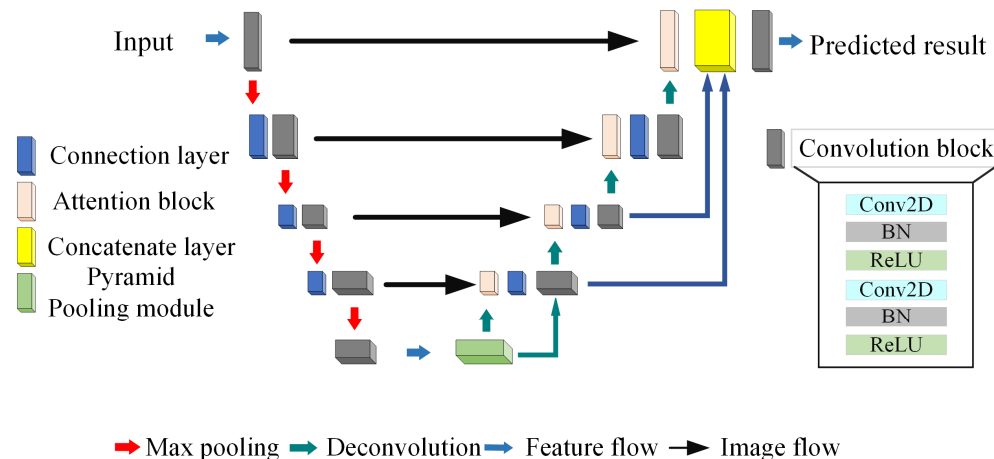 Input
Predicted result
Connection layer
Attention block
Concatenate layer
Pyramid
Pooling module
Convolution block
Conv2D
BN
ReLU
Conv2D
BN
ReLU
Max pooling
Deconvolution
Feature flow
Image flow